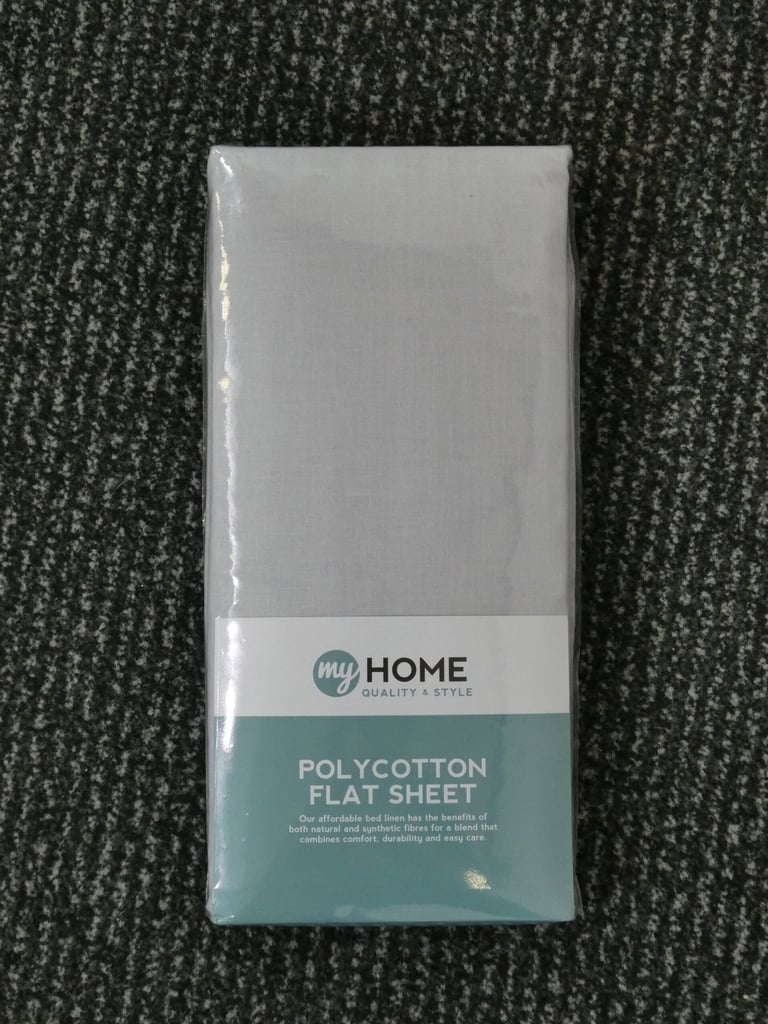 my HOME
QUALITY & STYLE
POLYCOTTON
FLAT SHEET
Our affordable bed linen has the benefits of
both natural and synthetic fibres for a blend that
combines comfort, durability and easy care.